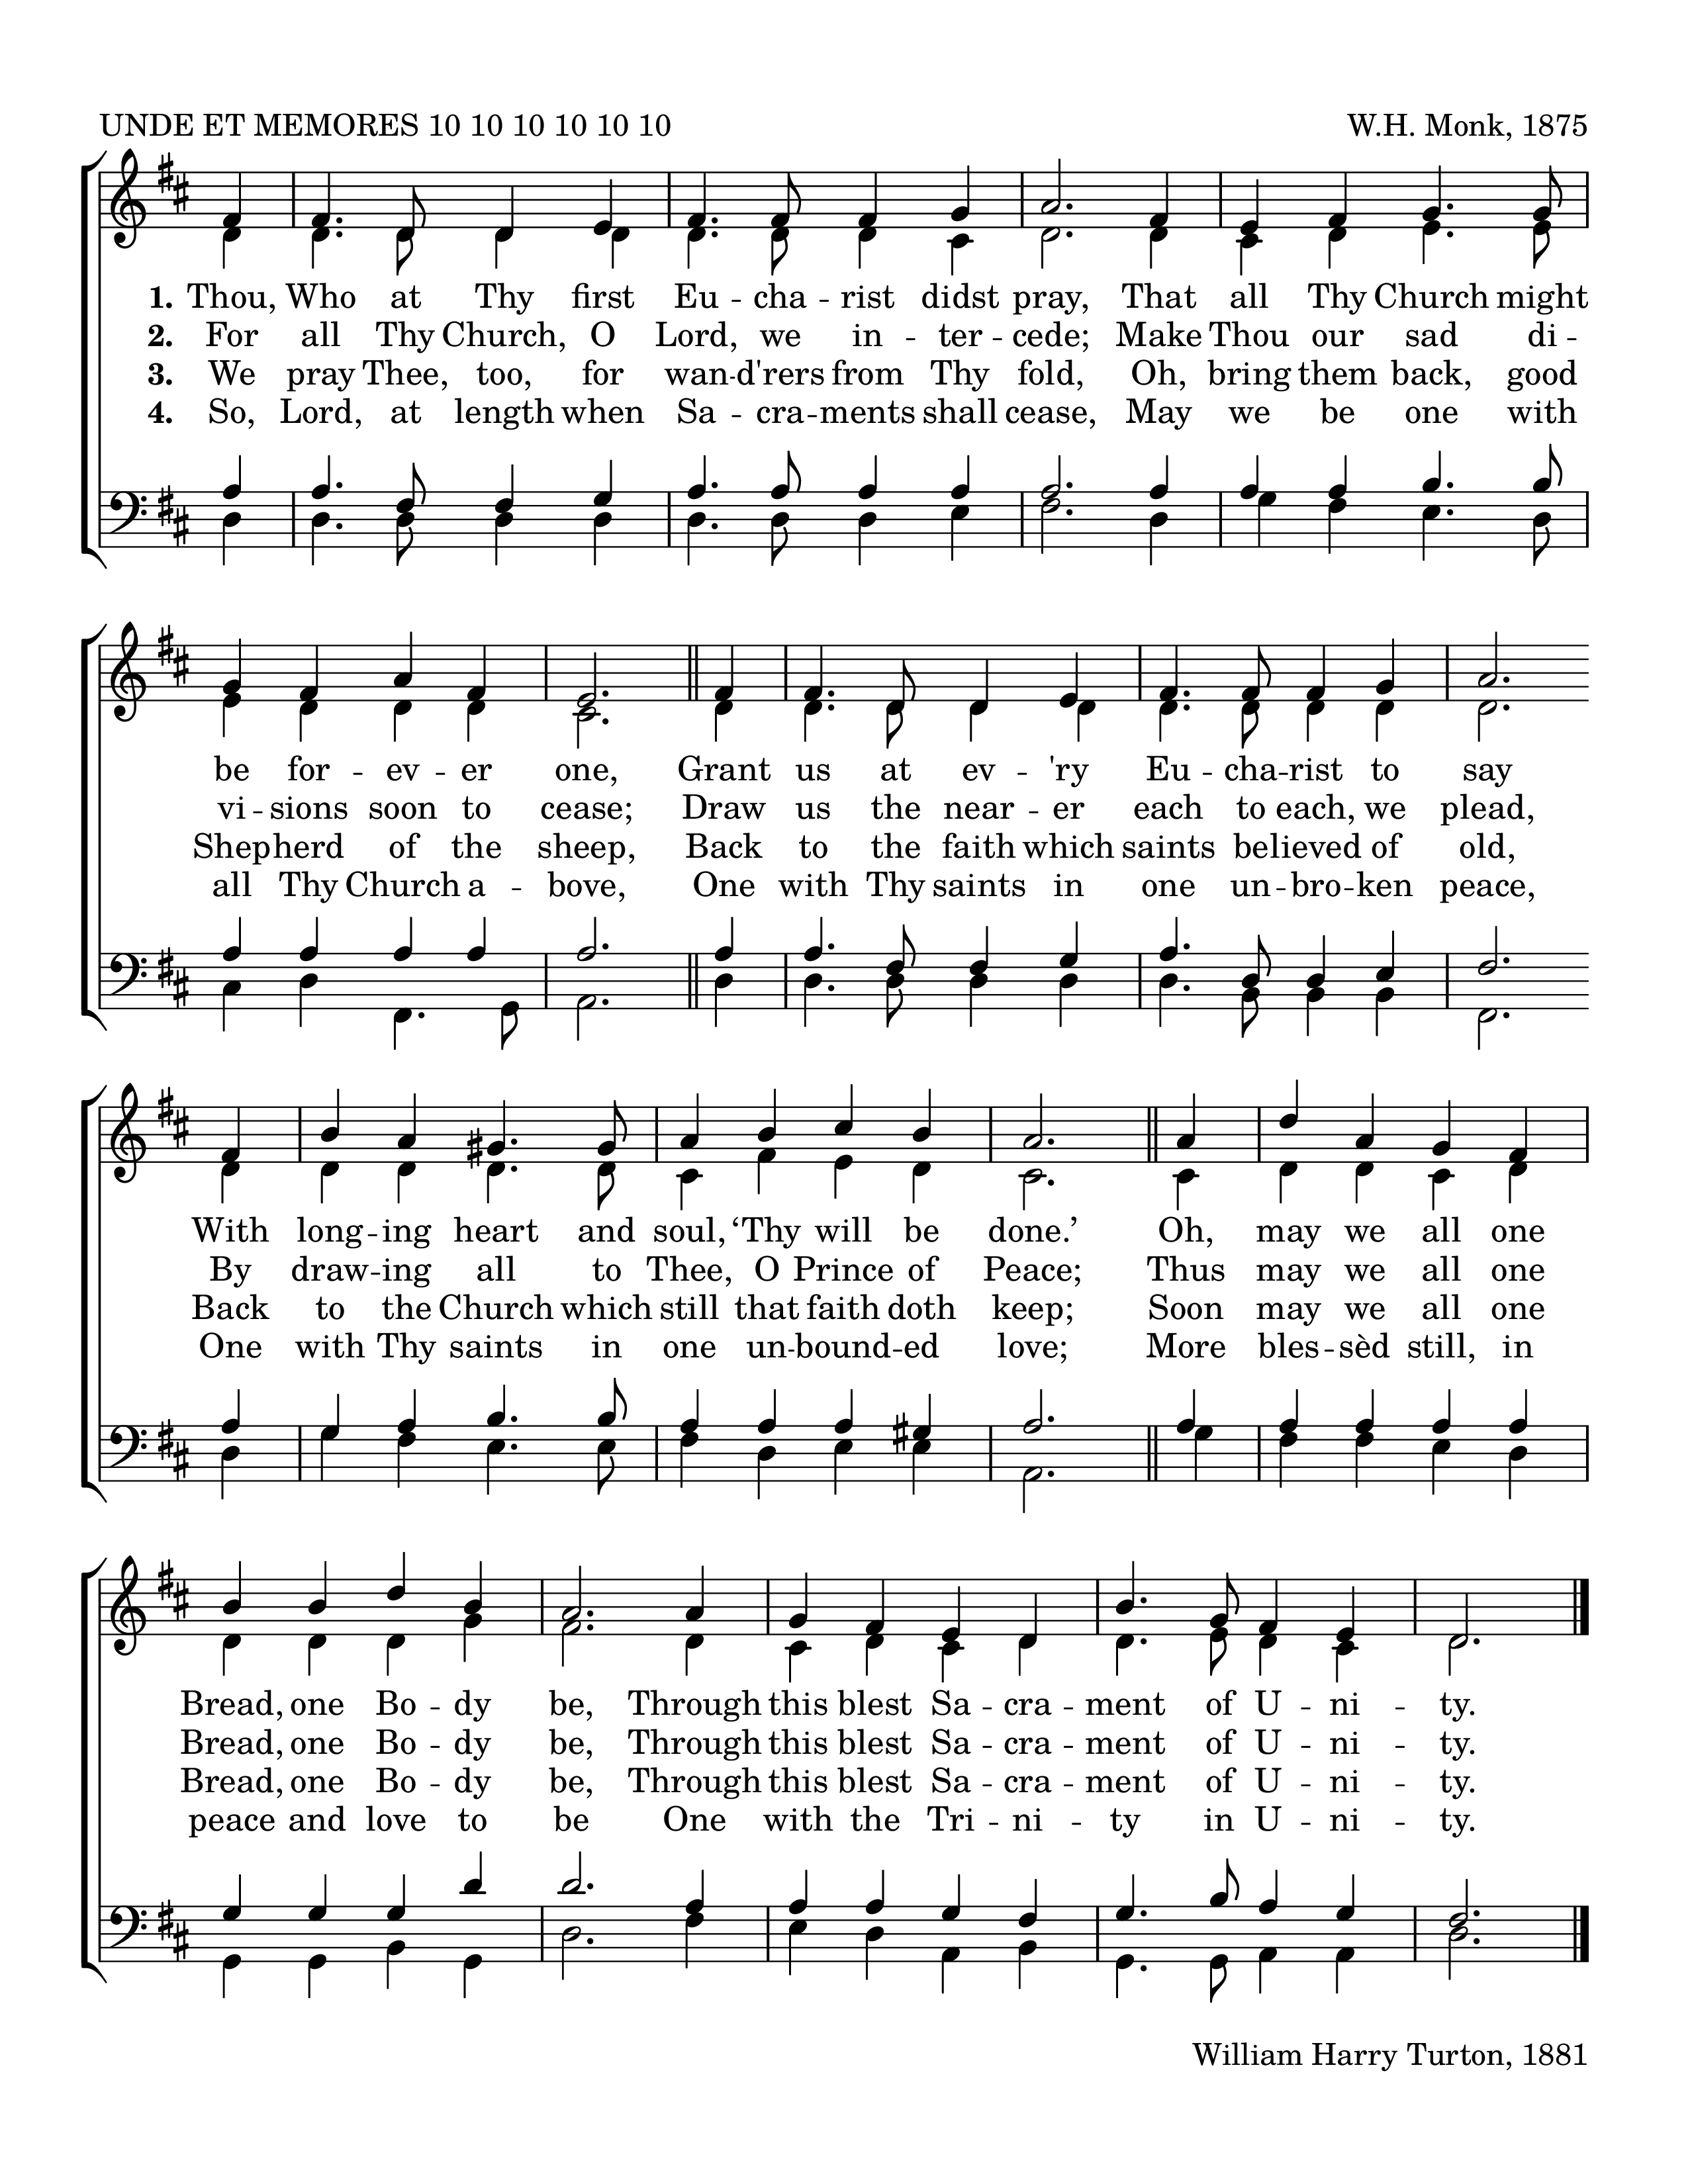 UNDE ET MEMORES 10 10 10 10 10 10 W.H. Monk, 1875
1. Thou, Who at Thy first Eu -- cha -- rist didst pray, That all Thy Church might
2. For all Thy Church, O Lord, we in -- ter -- cede; Make Thou our sad di --
3. We pray Thee, too, for wan -- d'rers from Thy fold, Oh, bring them back, good
4. So, Lord, at length when Sa -- cra -- ments shall cease, May we be one with
be for -- ev -- er one, Grant us at ev -- 'ry Eu -- cha -- rist to say
vi -- sions soon to cease; Draw us the near -- er each to each, we plead,
Shepherd of the sheep, Back to the faith which saints believed of old,
all Thy Church a -- bove, One with Thy saints in one un -- bro -- ken peace,
With long -- ing heart and soul, ‘Thy will be done.’ Oh, may we all one
By draw -- ing all to Thee, O Prince of Peace; Thus may we all one
Back to the Church which still that faith doth keep; Soon may we all one
One with Thy saints in one un -- bound -- ed love; More bles -- sèd still, in
Bread, one Bo -- dy be, Through this blest Sa -- cra -- ment of U -- ni -- ty.
Bread, one Bo -- dy be, Through this blest Sa -- cra -- ment of U -- ni -- ty.
Bread, one Bo -- dy be, Through this blest Sa -- cra -- ment of U -- ni -- ty.
peace and love to be One with the Tri -- ni -- ty in U -- ni -- ty.
William Harry Turton, 1881